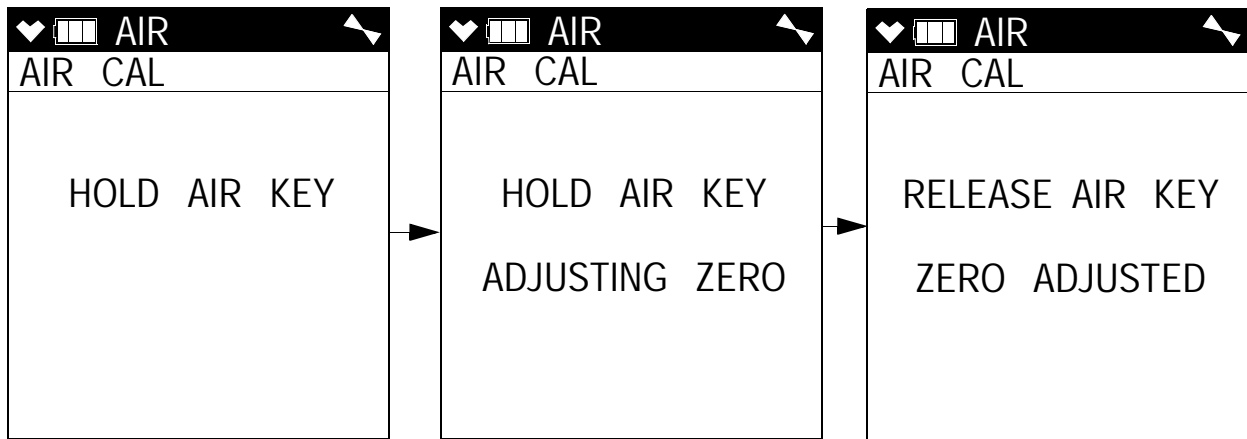 AIR
AIR CAL
HOLD AIR KEY
AIR
AIR CAL
HOLD AIR KEY
ADJUSTING ZERO
AIR
AIR CAL
RELEASE AIR KEY
ZERO ADJUSTED